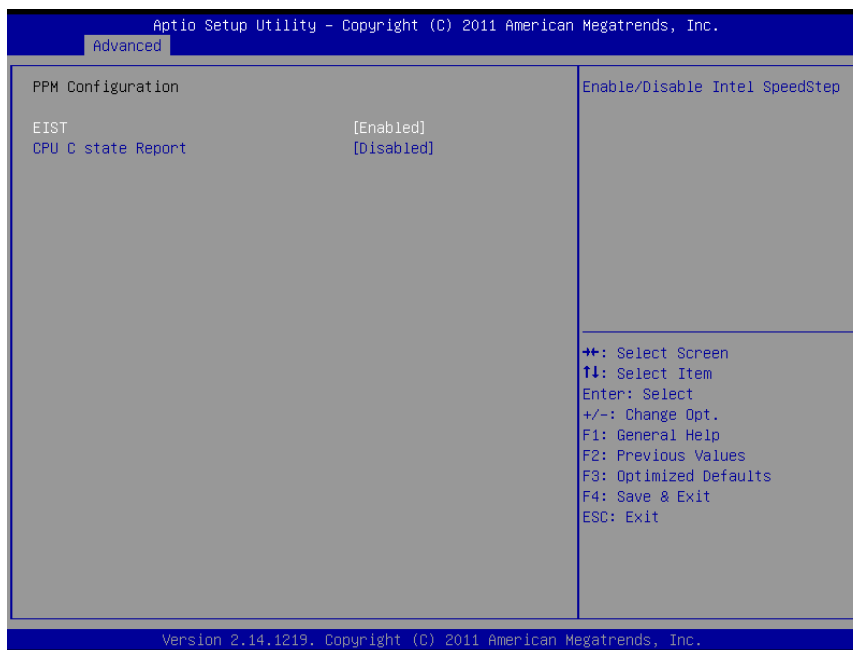 Aptio Setup Utility – Copyright (C) 2011 American Megatrends, Inc.
Advanced
PPM Configuration
EIST [Enabled]
CPU C state Report [Disabled]
Enable/Disable Intel SpeedStep
→←: Select Screen
↑↓: Select Item
Enter: Select
+/-: Change Opt.
F1: General Help
F2: Previous Values
F3: Optimized Defaults
F4: Save & Exit
ESC: Exit
Version 2.14.1219. Copyright (C) 2011 American Megatrends, Inc.